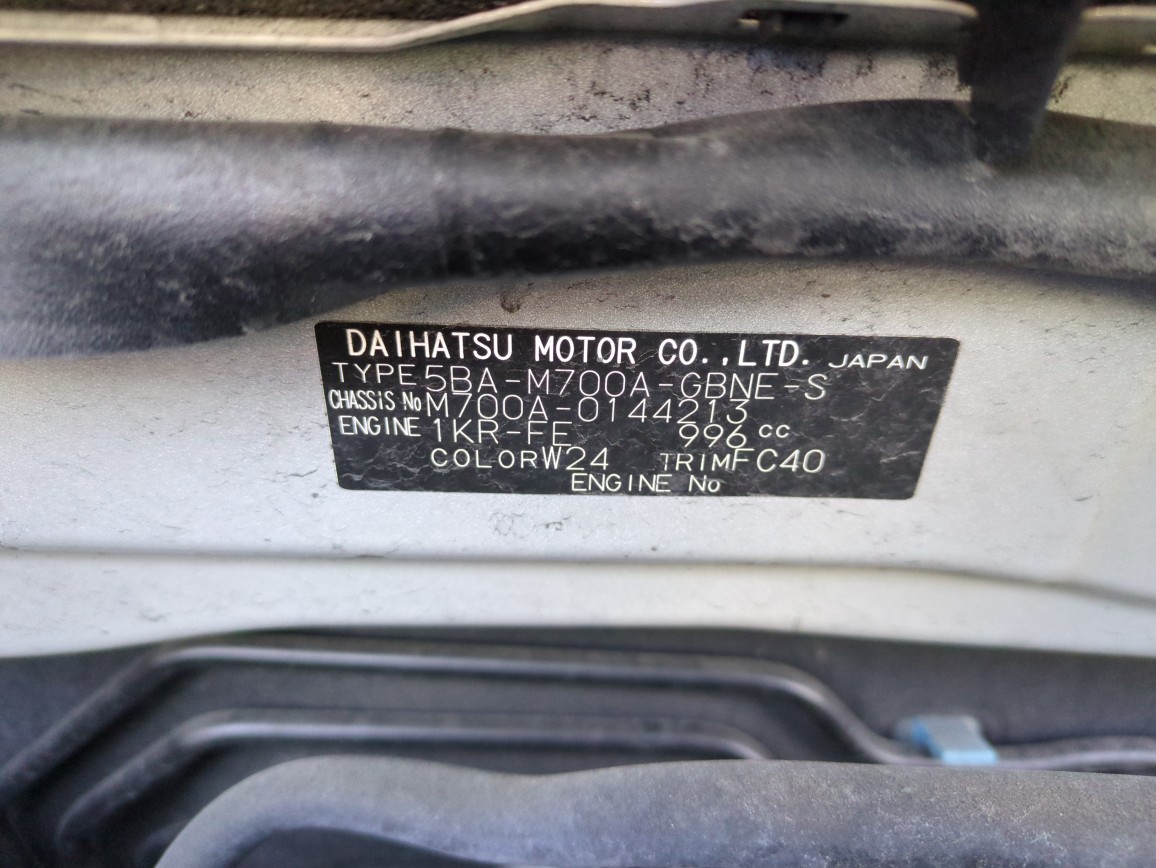 DAIHATSU MOTOR CO.,LTD. JAPAN
TYPE 5BA-M700A-GBNE-S
CHASSIS No M700A-0144213
ENGINE 1KR-FE 996 cc
COLOR W24 TRIM FC40
ENGINE No